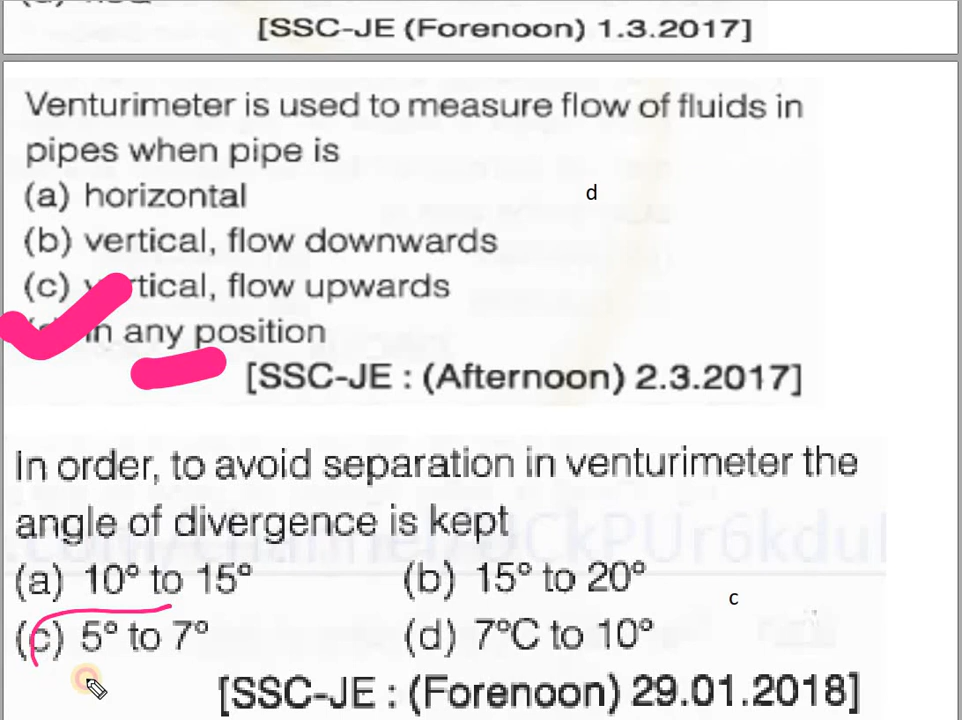 [SSC-JE (Forenoon) 1.3.2017]
Venturimeter is used to measure flow of fluids in
pipes when pipe is
(a) horizontal
d
(b) vertical, flow downwards
(c) vertical, flow upwards
in any position
[SSC-JE : (Afternoon) 2.3.2017]
In order, to avoid separation in venturimeter the
angle of divergence is kept
(a) 10° to 15° (b) 15° to 20°
c
(c) 5° to 7° (d) 7°C to 10°
[SSC-JE : (Forenoon) 29.01.2018]